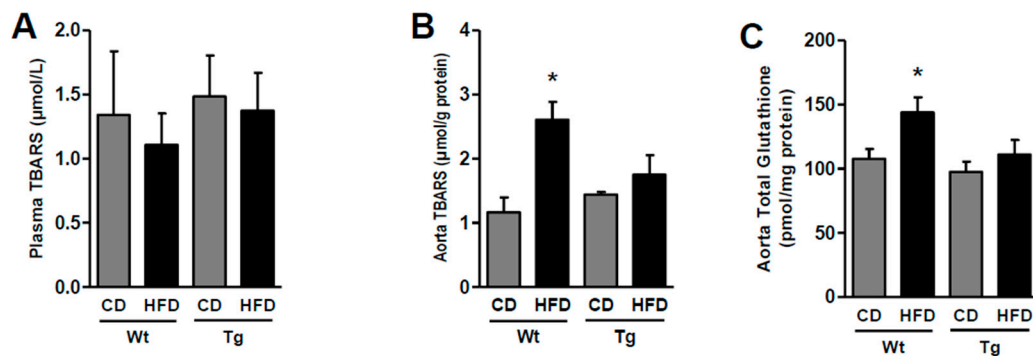 A
Plasma TBARS (μmol/L)
2.0
1.5
1.0
0.5
0.0
CD HFD CD HFD
Wt Tg
B
Aorta TBARS (μmol/g protein)
4
3
2
1
0
*
CD HFD CD HFD
Wt Tg
C
Aorta Total Glutathione
(pmol/mg protein)
200
150
100
50
0
*
CD HFD CD HFD
Wt Tg